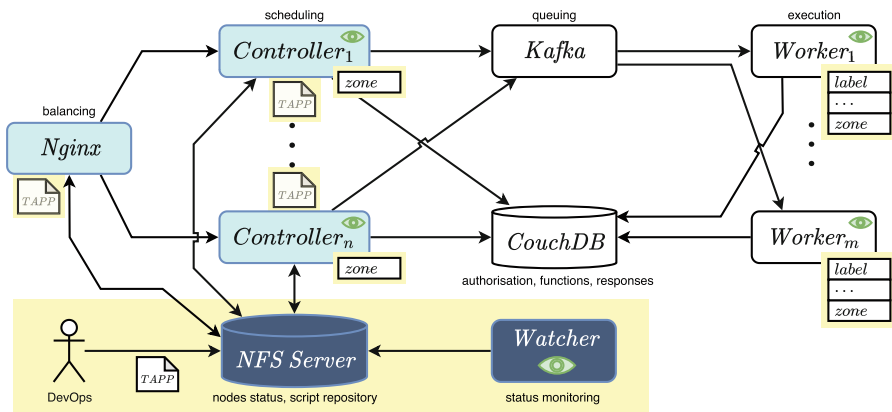 scheduling
queuing
execution
Controller₁
Kafka
Worker₁
zone
label
...
zone
TAPP
balancing
Nginx
TAPP
TAPP
Controllerₙ
CouchDB
Workerₘ
zone
authorisation, functions, responses
label
...
zone
NFS Server
Watcher
TAPP
DevOps
nodes status, script repository
status monitoring